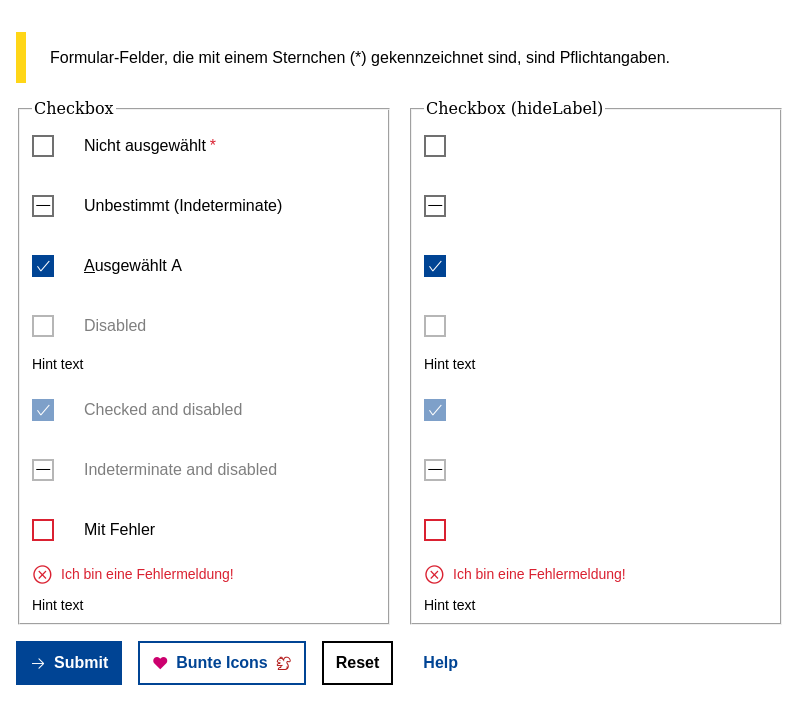 Formular-Felder, die mit einem Sternchen (*) gekennzeichnet sind, sind Pflichtangaben.
Checkbox
Nicht ausgewählt *
Unbestimmt (Indeterminate)
Ausgewählt A
Disabled
Hint text
Checked and disabled
Indeterminate and disabled
Mit Fehler
Ich bin eine Fehlermeldung!
Hint text
Checkbox (hideLabel)
Hint text
Ich bin eine Fehlermeldung!
Hint text
Submit
Bunte Icons
Reset
Help